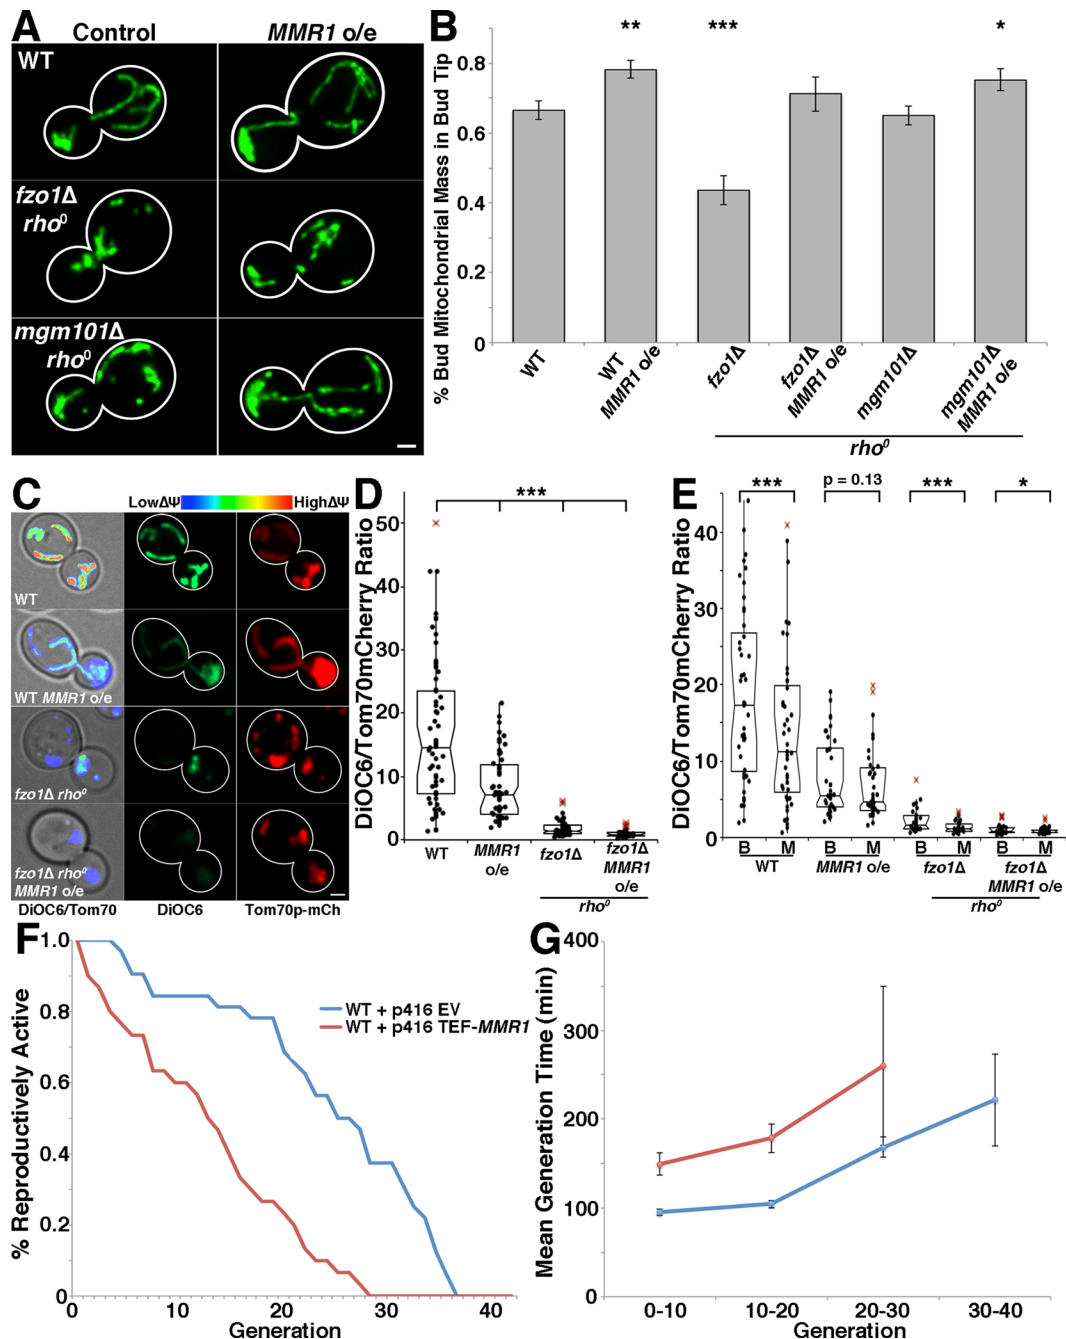 A
Control
MMR1 o/e
WT
fzo1Δ
rho⁰
mgm101Δ
rho⁰
B
% Bud Mitochondrial Mass in Bud Tip
0.8
0.6
0.4
0.2
0
**
***
*
WT
WT
MMR1 o/e
fzo1Δ
fzo1Δ
MMR1 o/e
mgm101Δ
mgm101Δ
MMR1 o/e
rho⁰
C
LowΔΨ
HighΔΨ
WT
WT MMR1 o/e
fzo1Δ rho⁰
fzo1Δ rho⁰
MMR1 o/e
DiOC6/Tom70
DiOC6
Tom70p-mCh
D
DiOC6/Tom70mCherry Ratio
50
40
30
20
10
0
***
WT
MMR1
o/e
fzo1Δ
fzo1Δ
MMR1
o/e
rho⁰
E
DiOC6/Tom70mCherry Ratio
40
30
20
10
0
***
p = 0.13
***
*
B M B M B M B M
WT
MMR1 o/e
fzo1Δ
fzo1Δ
MMR1 o/e
rho⁰
F
% Reproductively Active
1.0
0.8
0.6
0.4
0.2
0
WT + p416 EV
WT + p416 TEF-MMR1
0 10 20 30 40
Generation
G
Mean Generation Time (min)
400
300
200
100
0
0-10 10-20 20-30 30-40
Generation